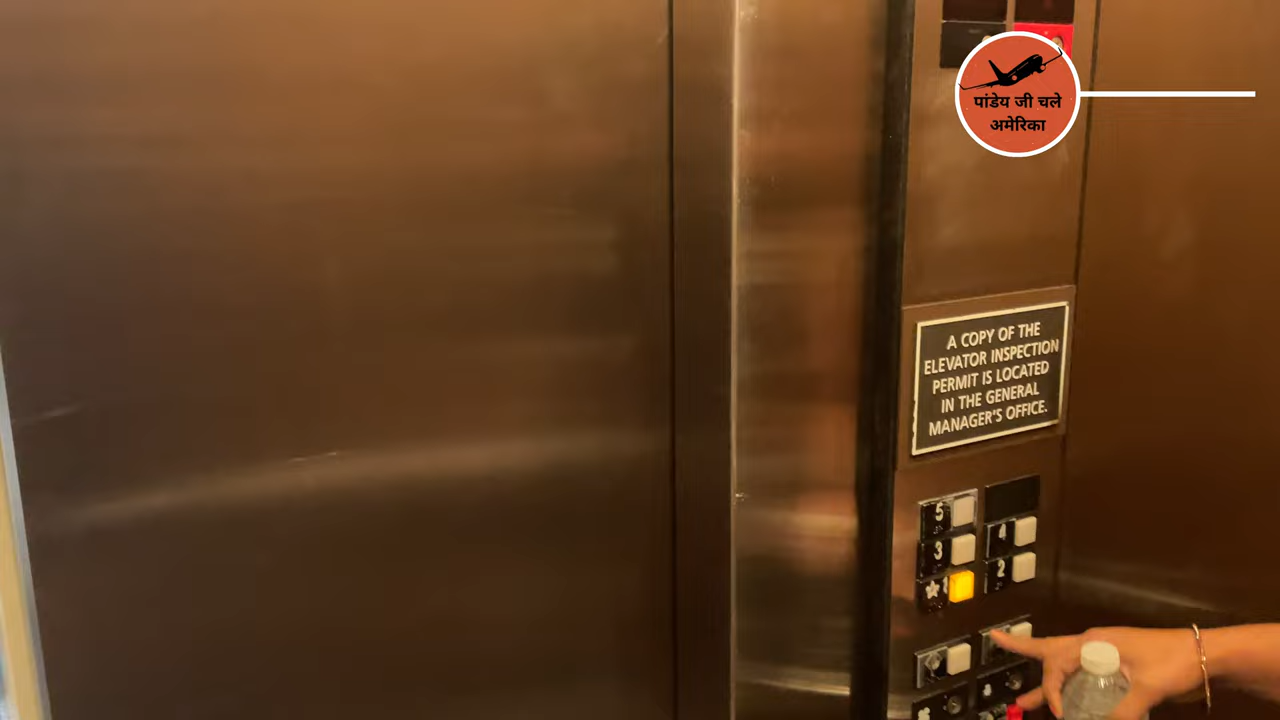 पांडेय जी चले
अमेरिका
A COPY OF THE
ELEVATOR INSPECTION
PERMIT IS LOCATED
IN THE GENERAL
MANAGER'S OFFICE.
5
4
3
2
★ 1